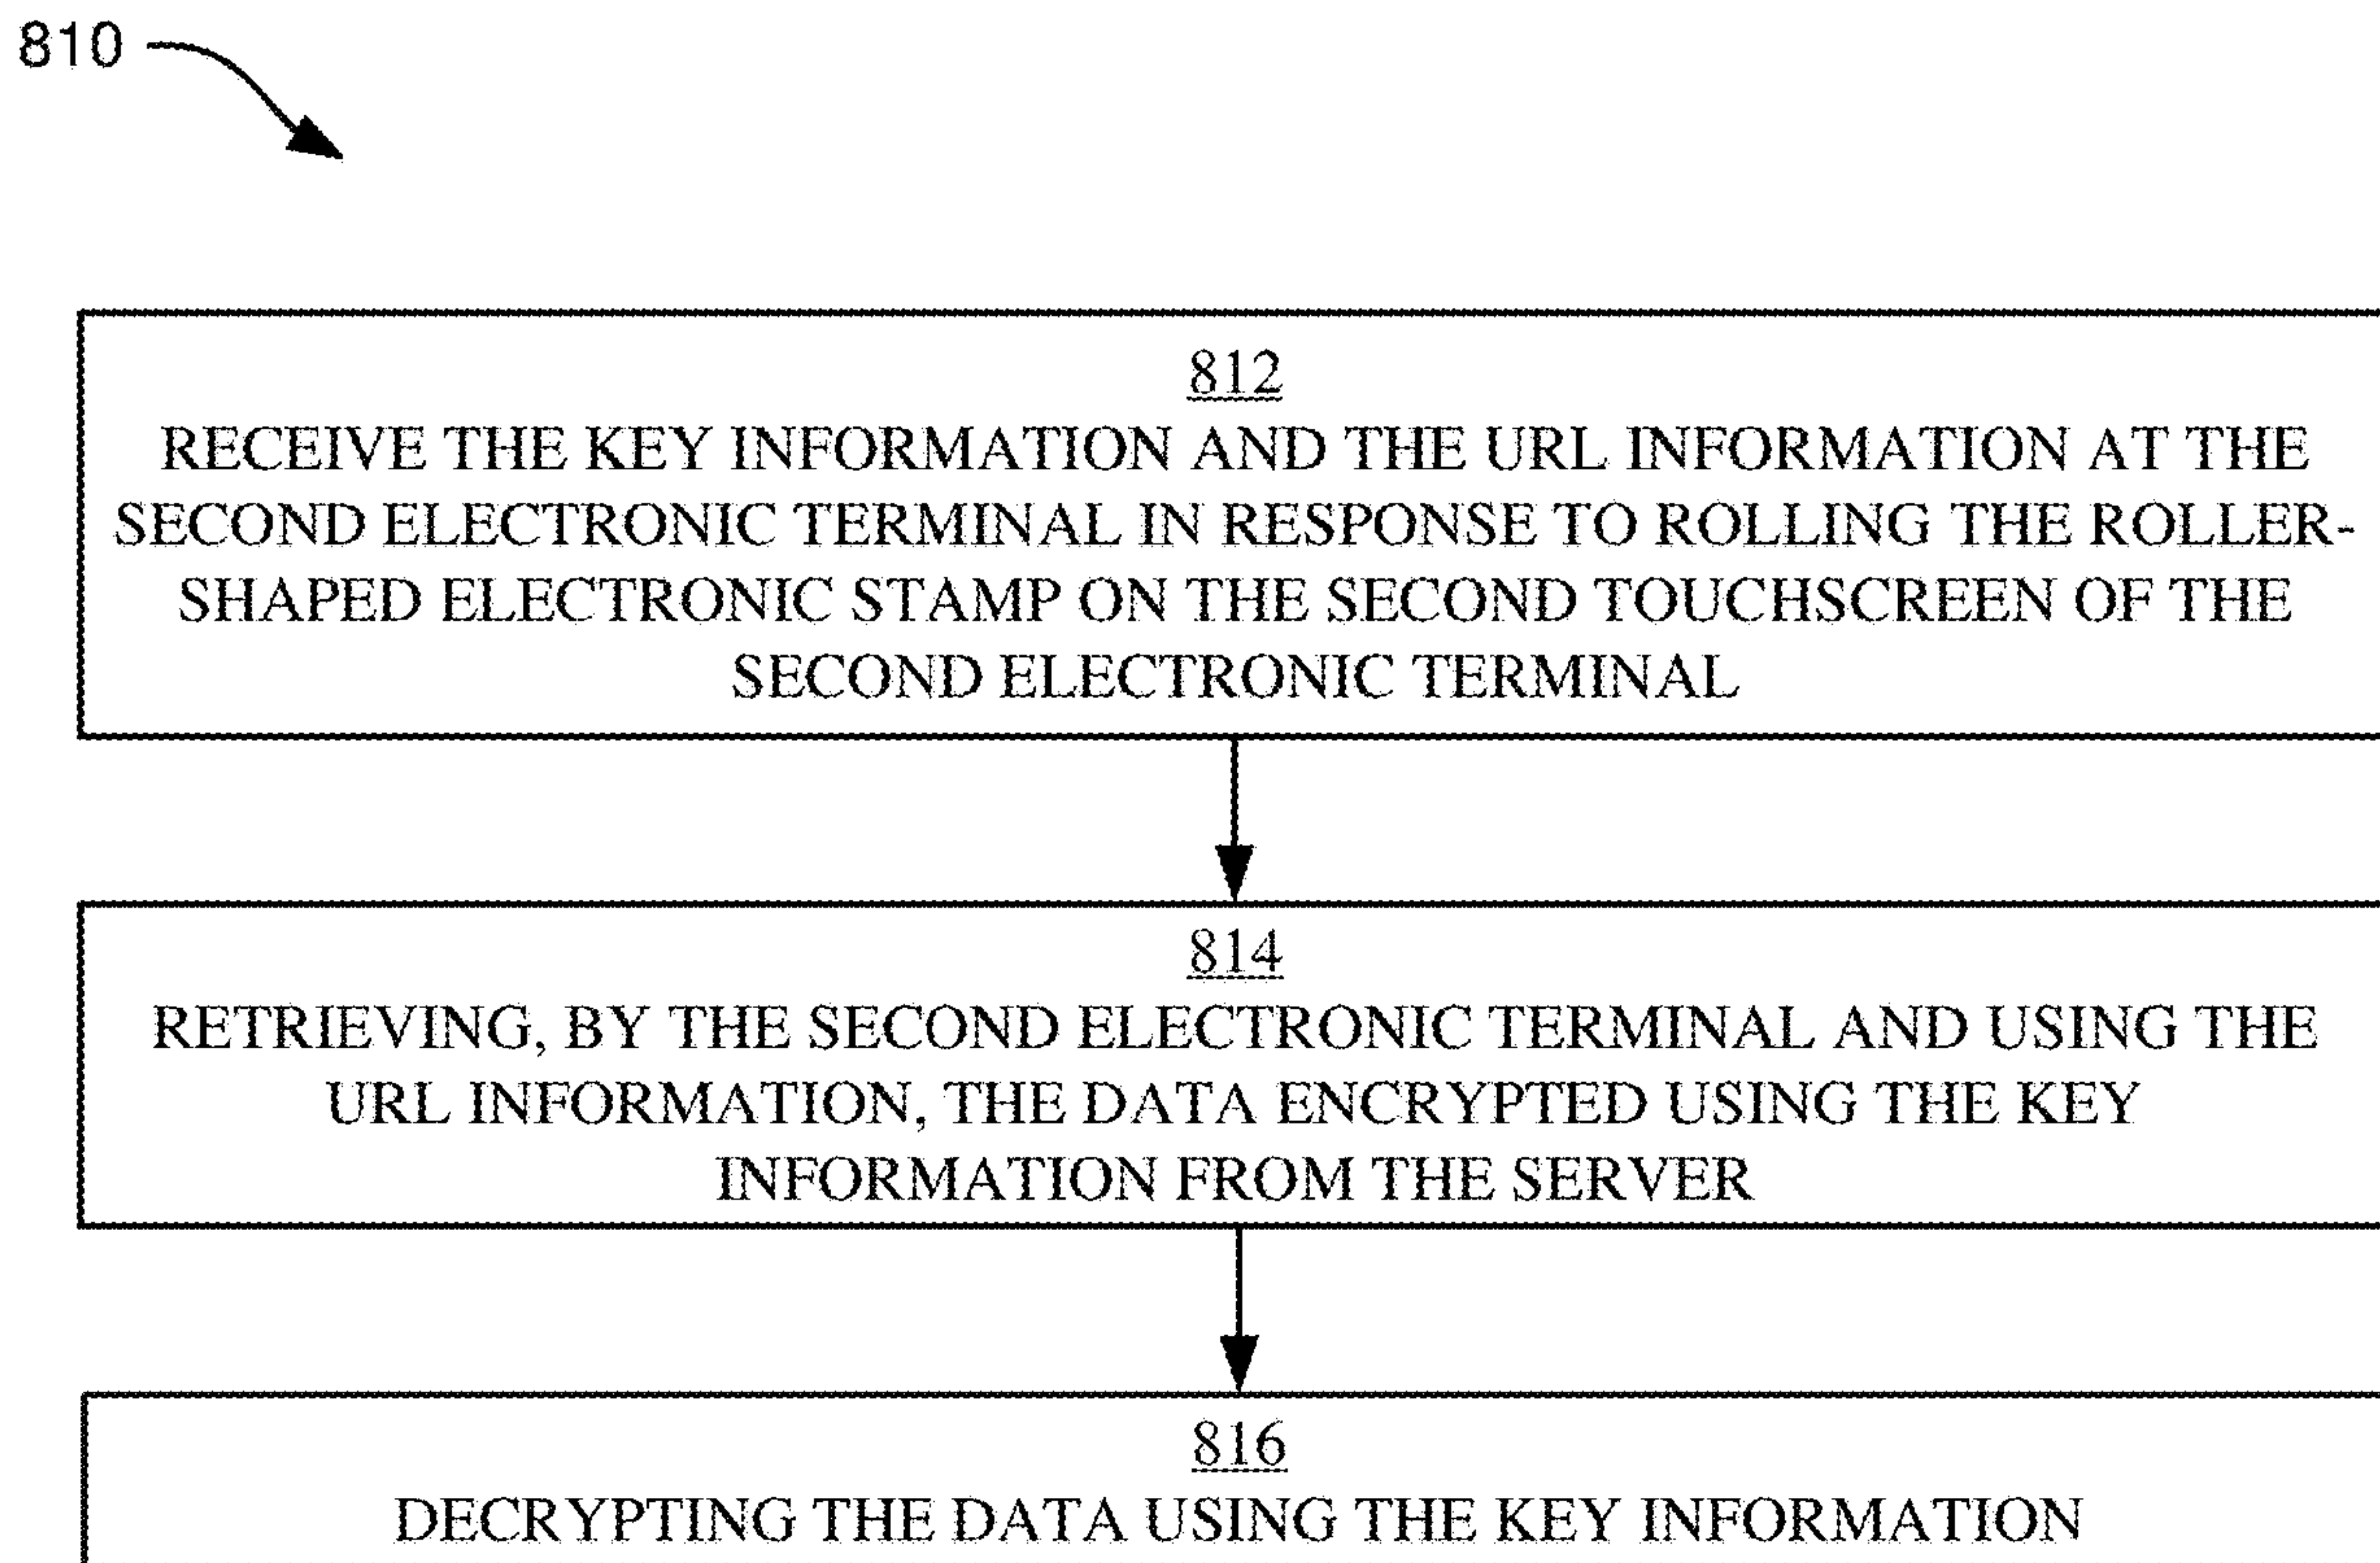 810
812
RECEIVE THE KEY INFORMATION AND THE URL INFORMATION AT THE
SECOND ELECTRONIC TERMINAL IN RESPONSE TO ROLLING THE ROLLER-
SHAPED ELECTRONIC STAMP ON THE SECOND TOUCHSCREEN OF THE
SECOND ELECTRONIC TERMINAL
814
RETRIEVING, BY THE SECOND ELECTRONIC TERMINAL AND USING THE
URL INFORMATION, THE DATA ENCRYPTED USING THE KEY
INFORMATION FROM THE SERVER
816
DECRYPTING THE DATA USING THE KEY INFORMATION